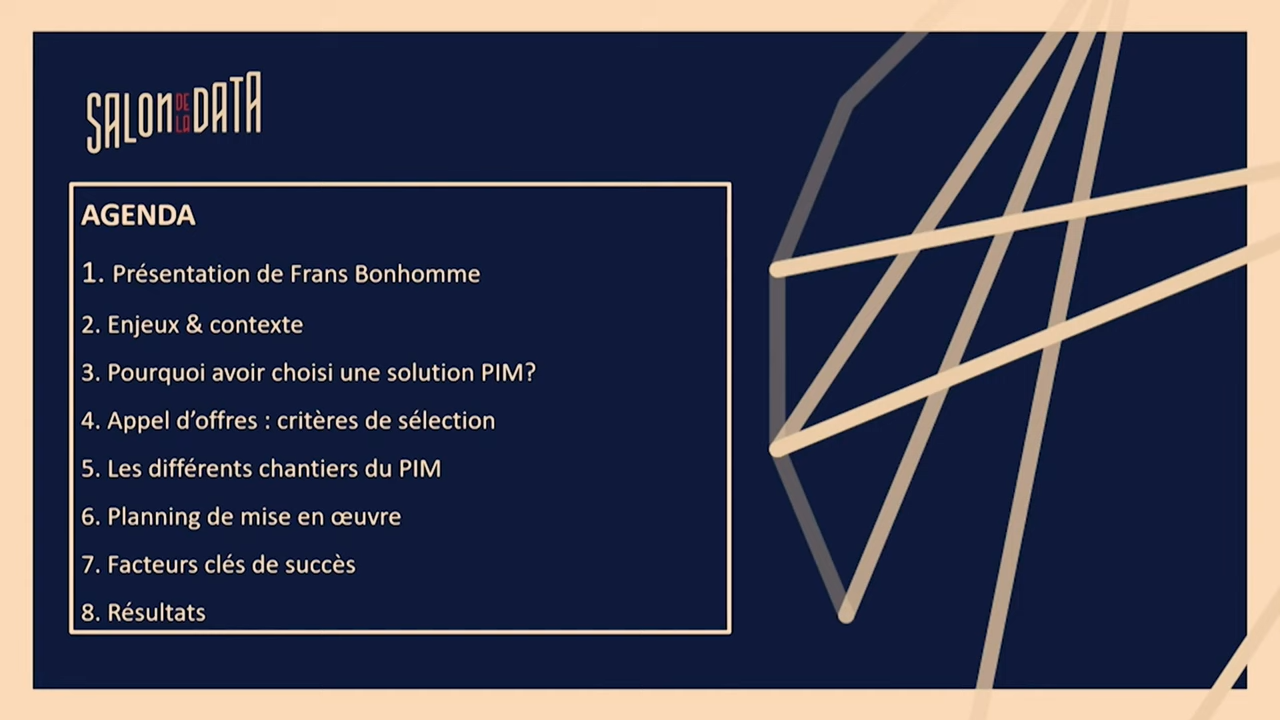 SALON DE LA DATA
AGENDA
1. Présentation de Frans Bonhomme
2. Enjeux & contexte
3. Pourquoi avoir choisi une solution PIM?
4. Appel d’offres : critères de sélection
5. Les différents chantiers du PIM
6. Planning de mise en œuvre
7. Facteurs clés de succès
8. Résultats